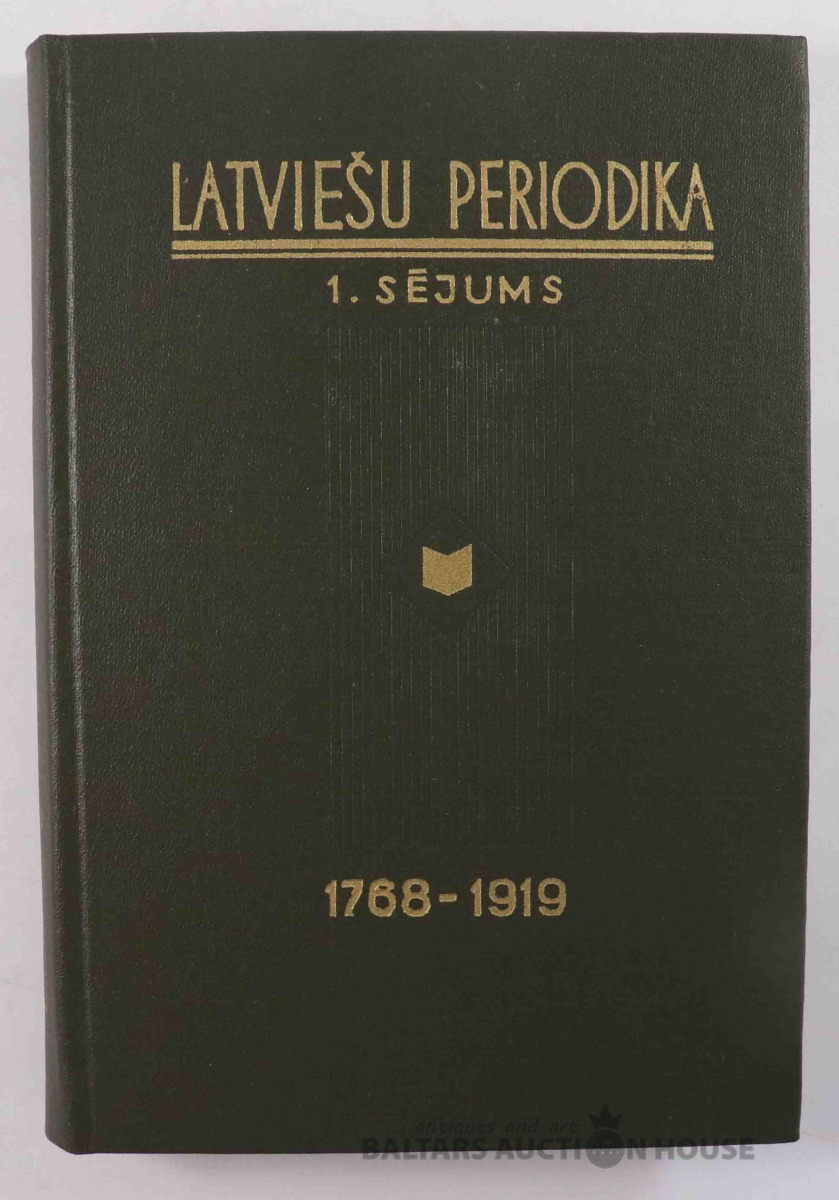 LATVIEŠU PERIODIKA
1. SĒJUMS
1768-1919
antiques and art
BALTARS AUCTION HOUSE